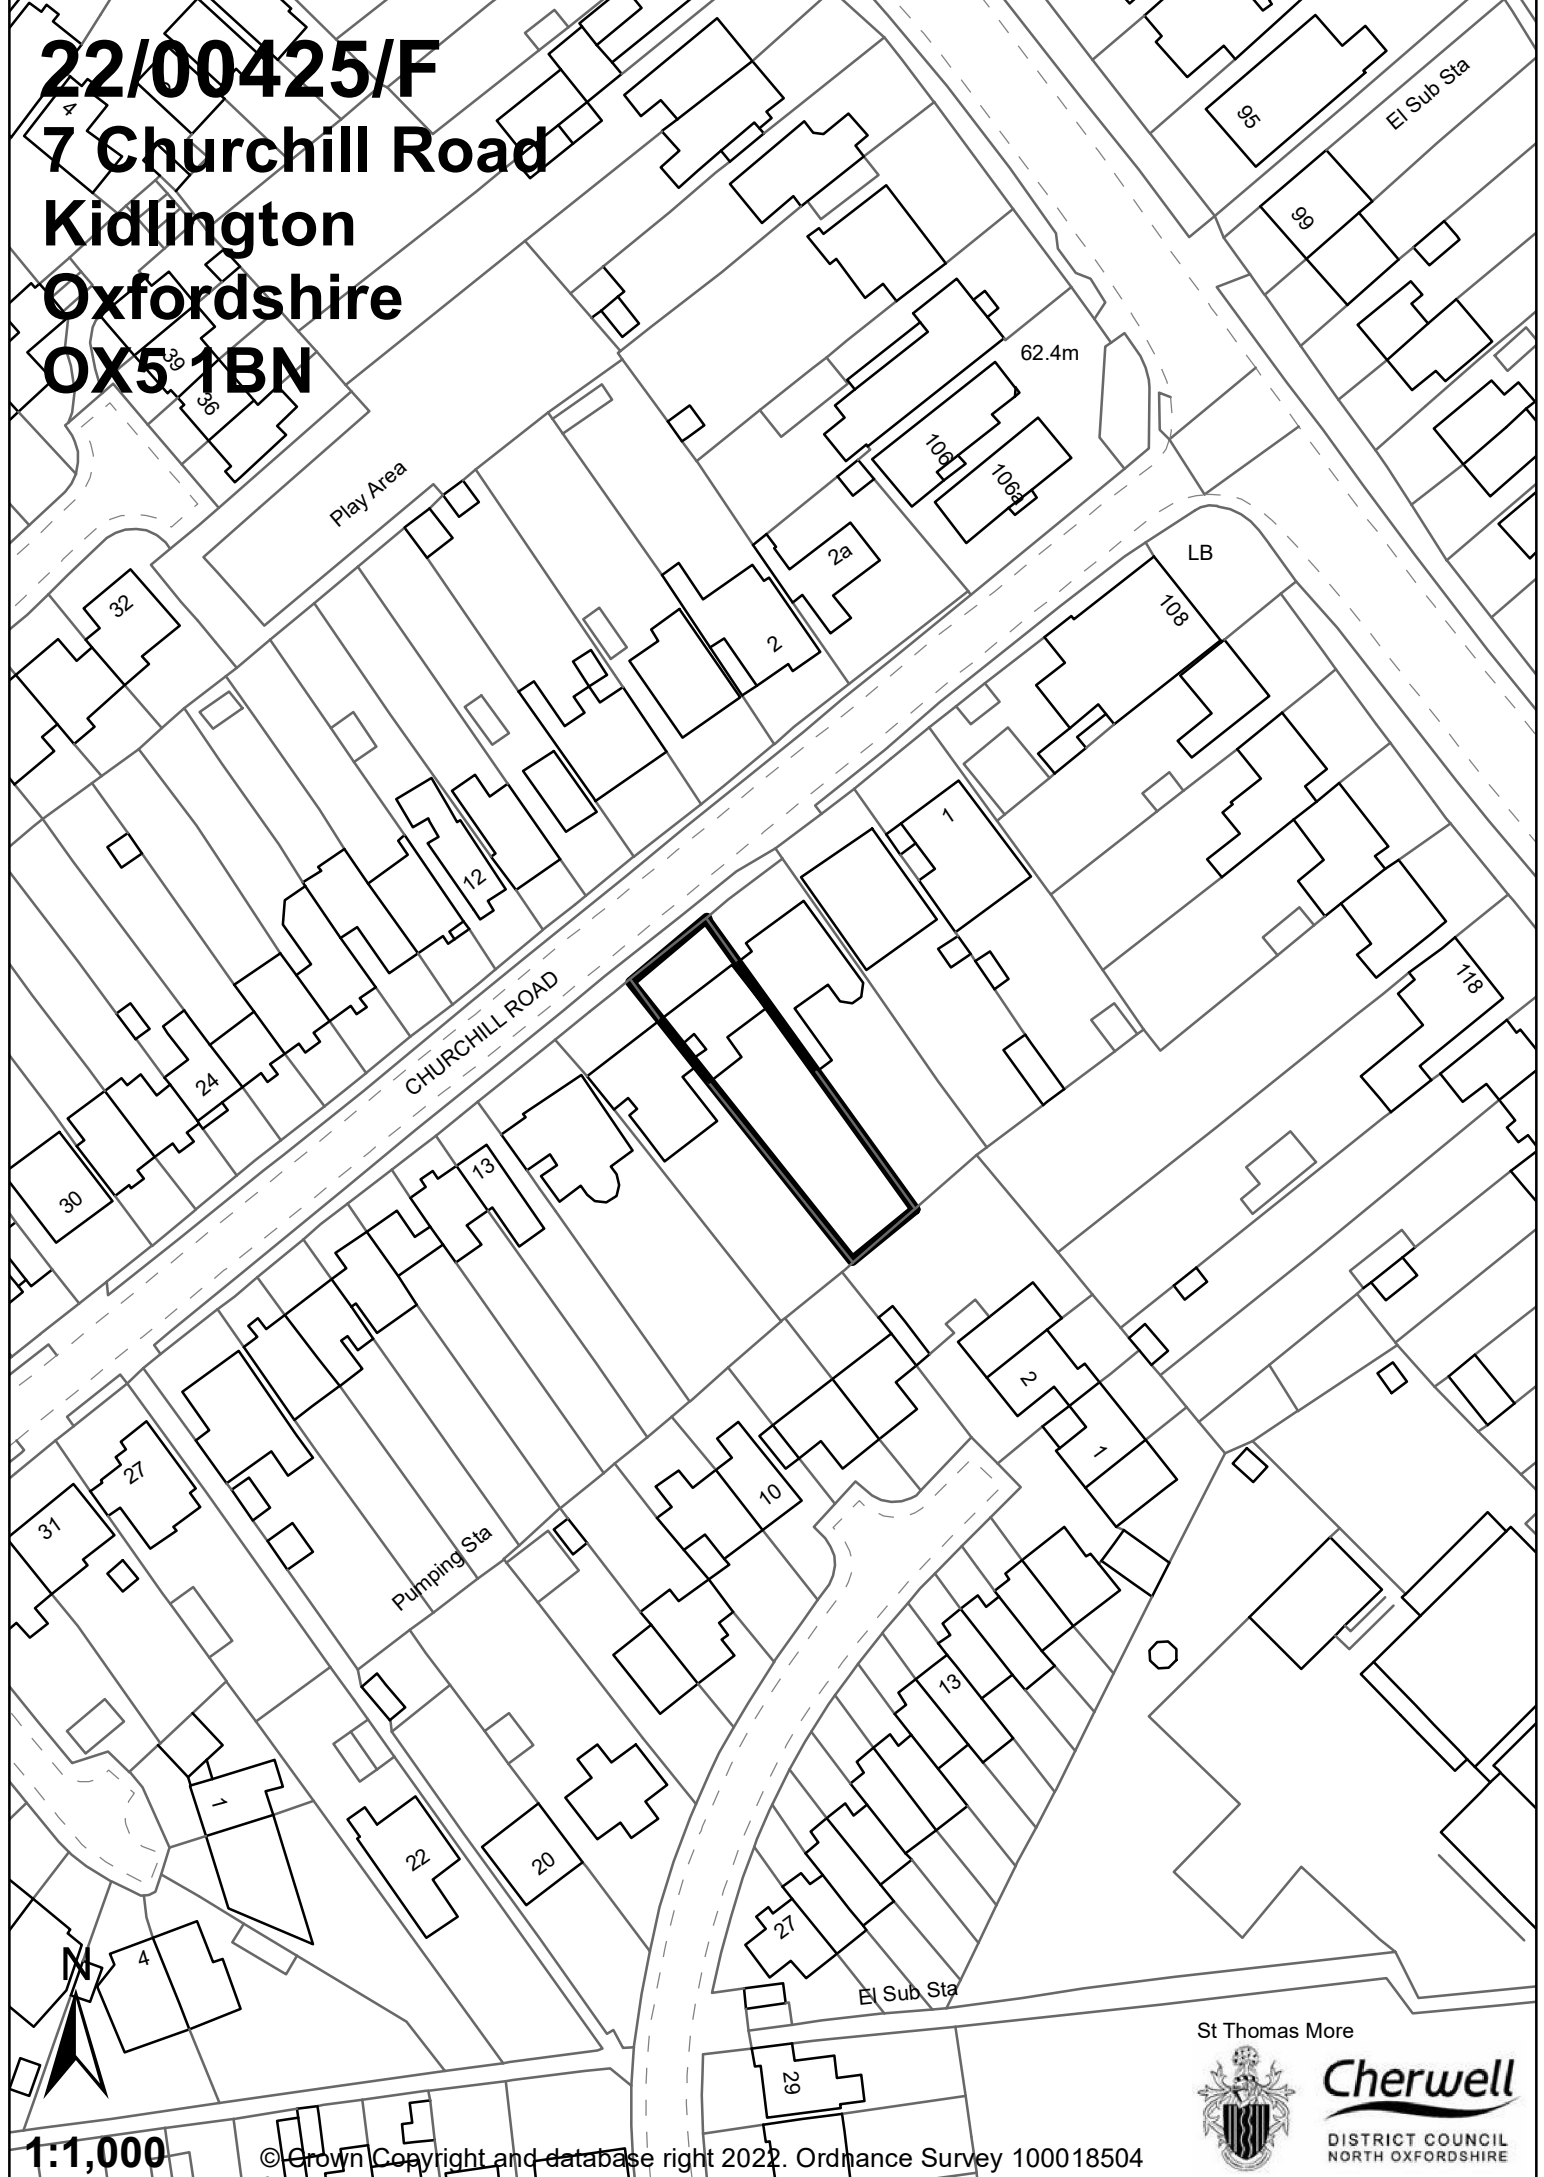 22/00425/F
7 Churchill Road
Kidlington
Oxfordshire
OX5 1BN
4
39
36
95
El Sub Sta
99
62.4m
Play Area
106
106a
2a
LB
32
2
108
1
12
CHURCHILL ROAD
118
24
13
30
2
1
27
10
31
Pumping Sta
13
1
22
20
27
N
4
El Sub Sta
St Thomas More
29
Cherwell
DISTRICT COUNCIL
NORTH OXFORDSHIRE
1:1,000
© Crown Copyright and database right 2022. Ordnance Survey 100018504